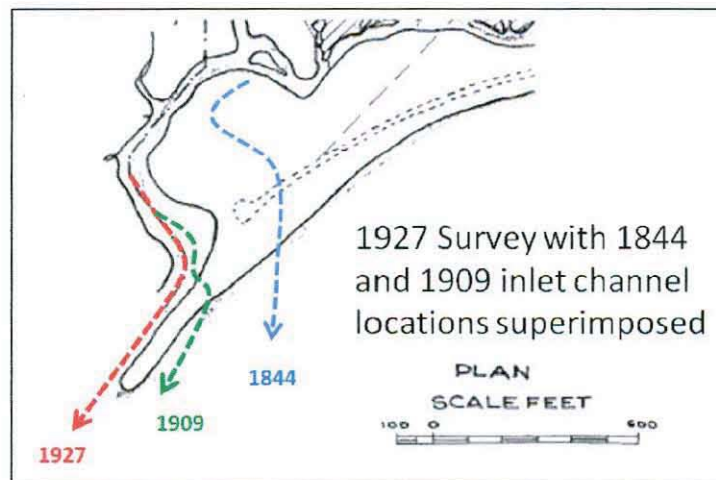 1927 Survey with 1844
and 1909 inlet channel
locations superimposed
1844
1909
1927
PLAN
SCALE FEET
100 0 600